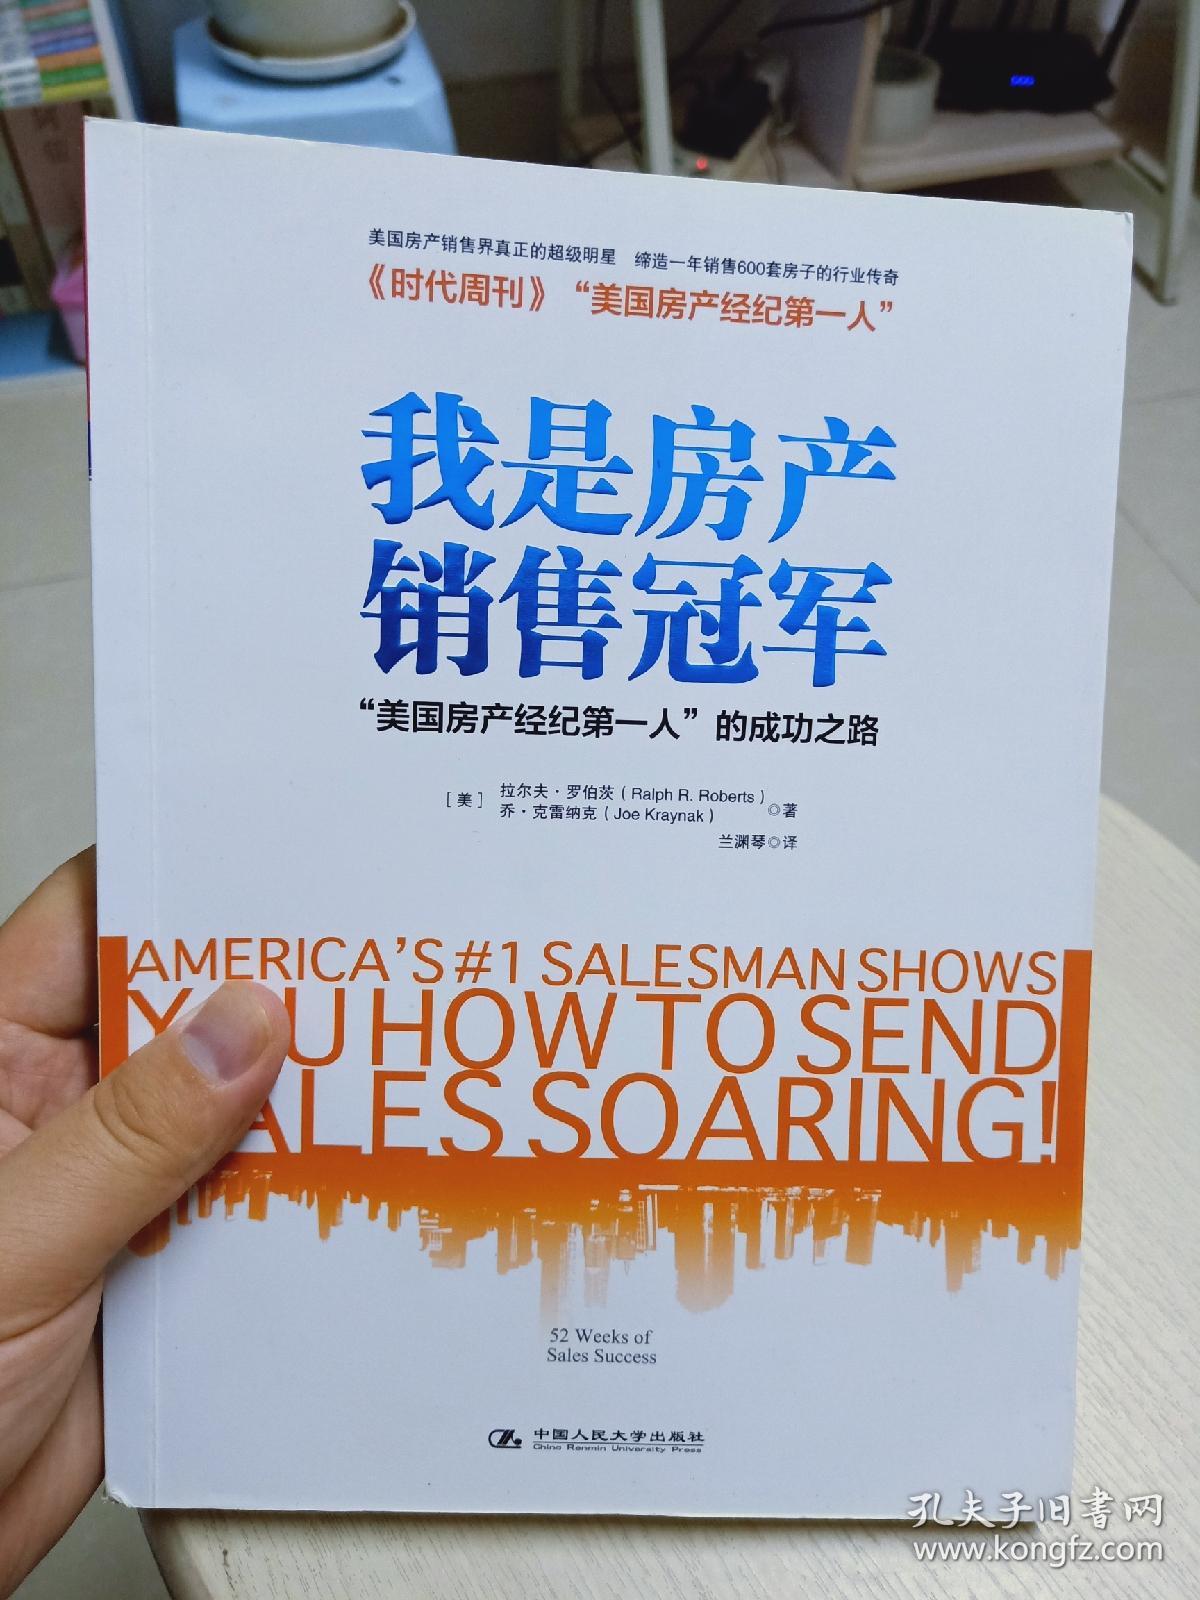 美国房产销售界真正的超级明星 缔造一年销售600套房子的行业传奇
《时代周刊》“美国房产经纪第一人”
我是房产
销售冠军
“美国房产经纪第一人”的成功之路
[美] 拉尔夫·罗伯茨(Ralph R. Roberts)
乔·克雷纳克(Joe Kraynak) ◎著
兰渊琴◎译
AMERICA'S #1 SALESMAN SHOWS
YOU HOW TO SEND
SALES SOARING!
52 Weeks of
Sales Success
中国人民大学出版社
China Renmin University Press
孔夫子旧書网
www.kongfz.com